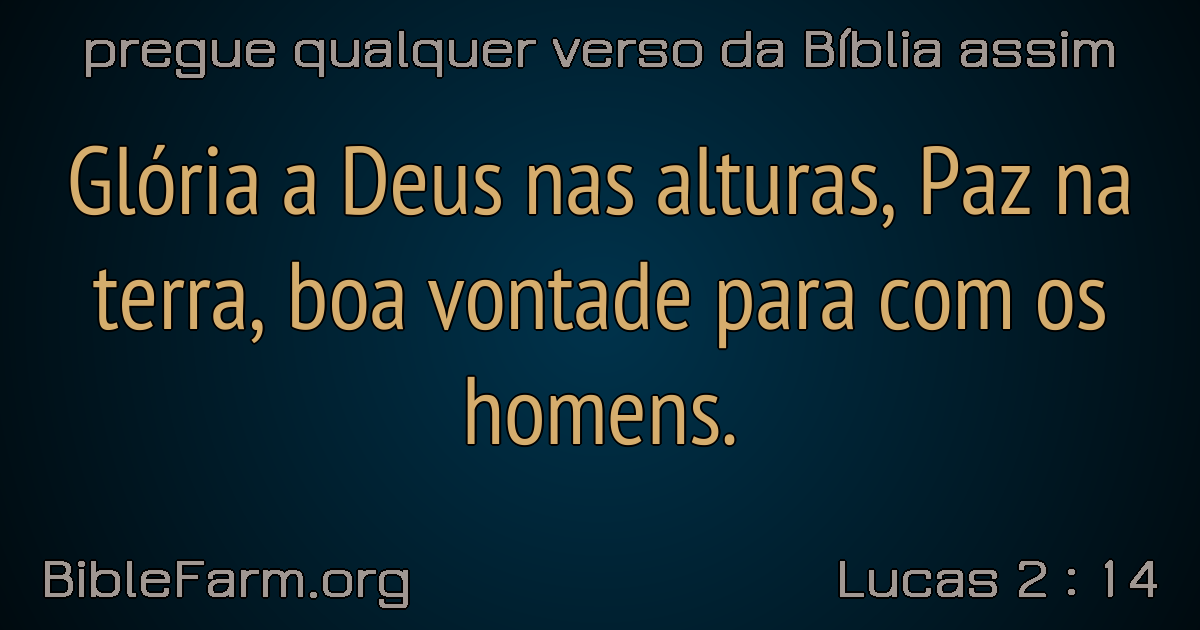 pregue qualquer verso da Bíblia assim
Glória a Deus nas alturas, Paz na
terra, boa vontade para com os
homens.
BibleFarm.org
Lucas 2 : 14